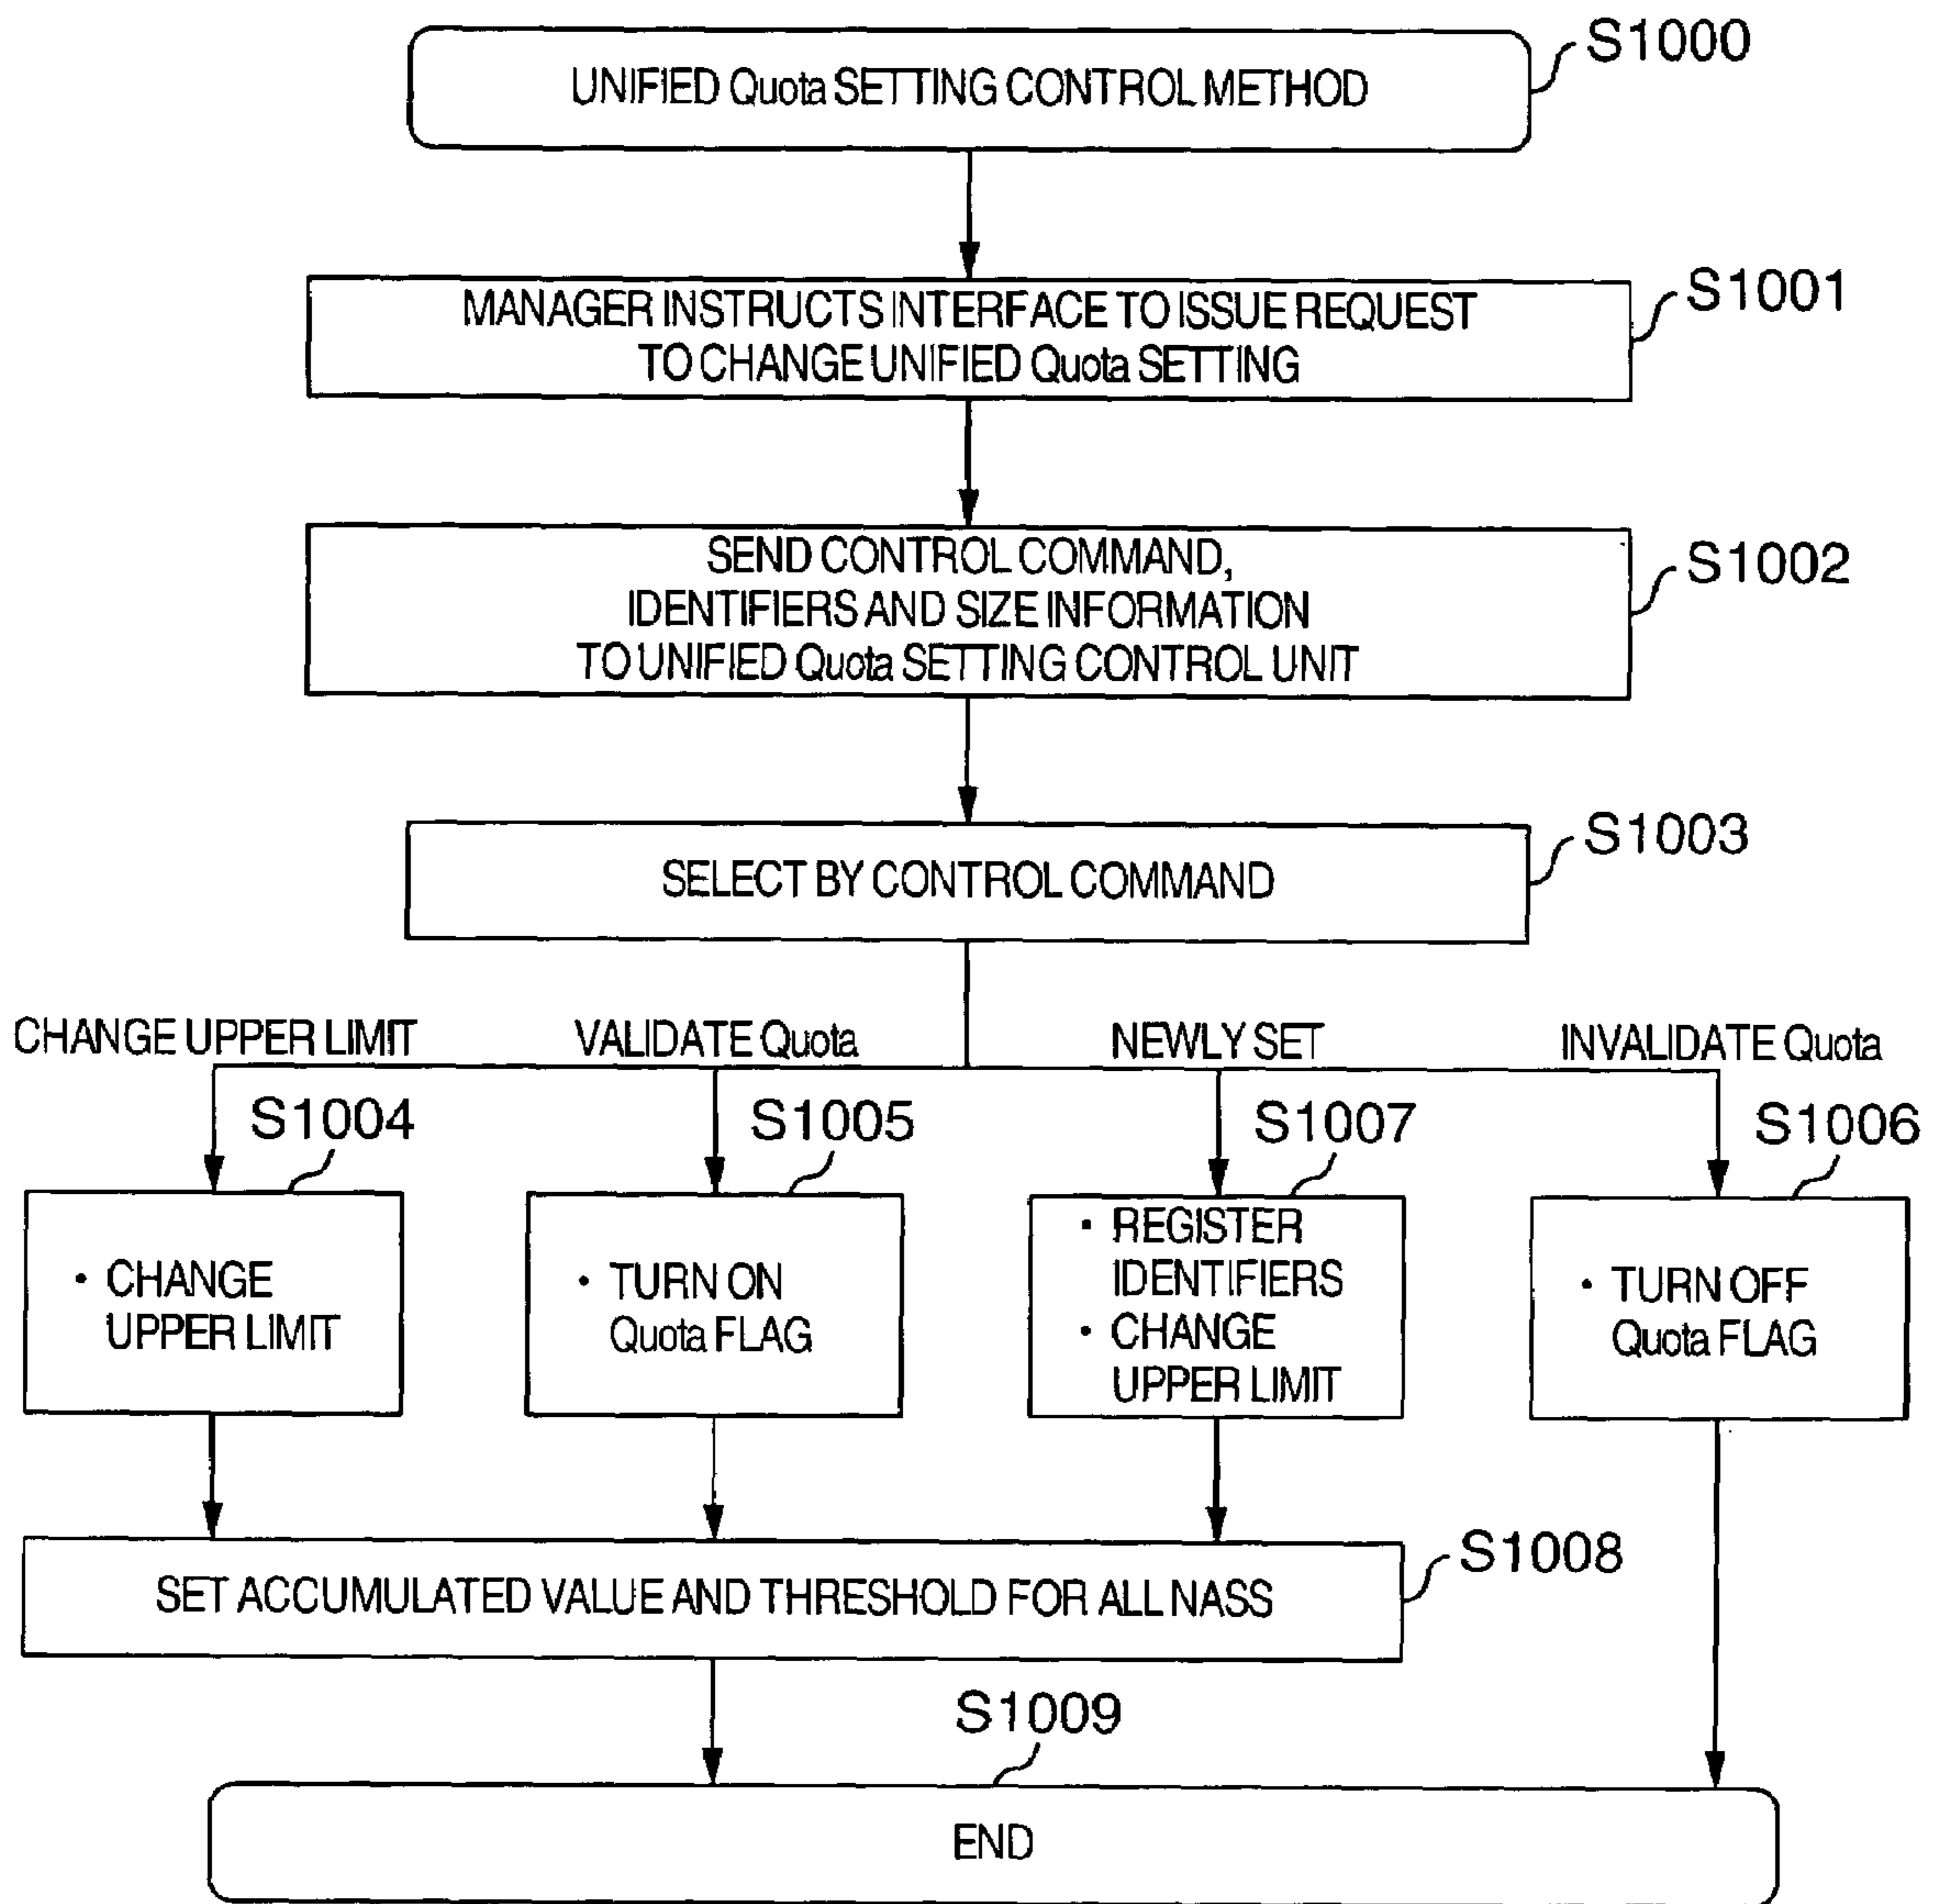 UNIFIED Quota SETTING CONTROL METHOD
S1000
MANAGER INSTRUCTS INTERFACE TO ISSUE REQUEST
TO CHANGE UNIFIED Quota SETTING
S1001
SEND CONTROL COMMAND,
IDENTIFIERS AND SIZE INFORMATION
TO UNIFIED Quota SETTING CONTROL UNIT
S1002
SELECT BY CONTROL COMMAND
S1003
CHANGE UPPER LIMIT
VALIDATE Quota
NEWLY SET
INVALIDATE Quota
S1004
S1005
S1007
S1006
• CHANGE
UPPER LIMIT
• TURN ON
Quota FLAG
• REGISTER
IDENTIFIERS
• CHANGE
UPPER LIMIT
• TURN OFF
Quota FLAG
SET ACCUMULATED VALUE AND THRESHOLD FOR ALL NASS
S1008
S1009
END